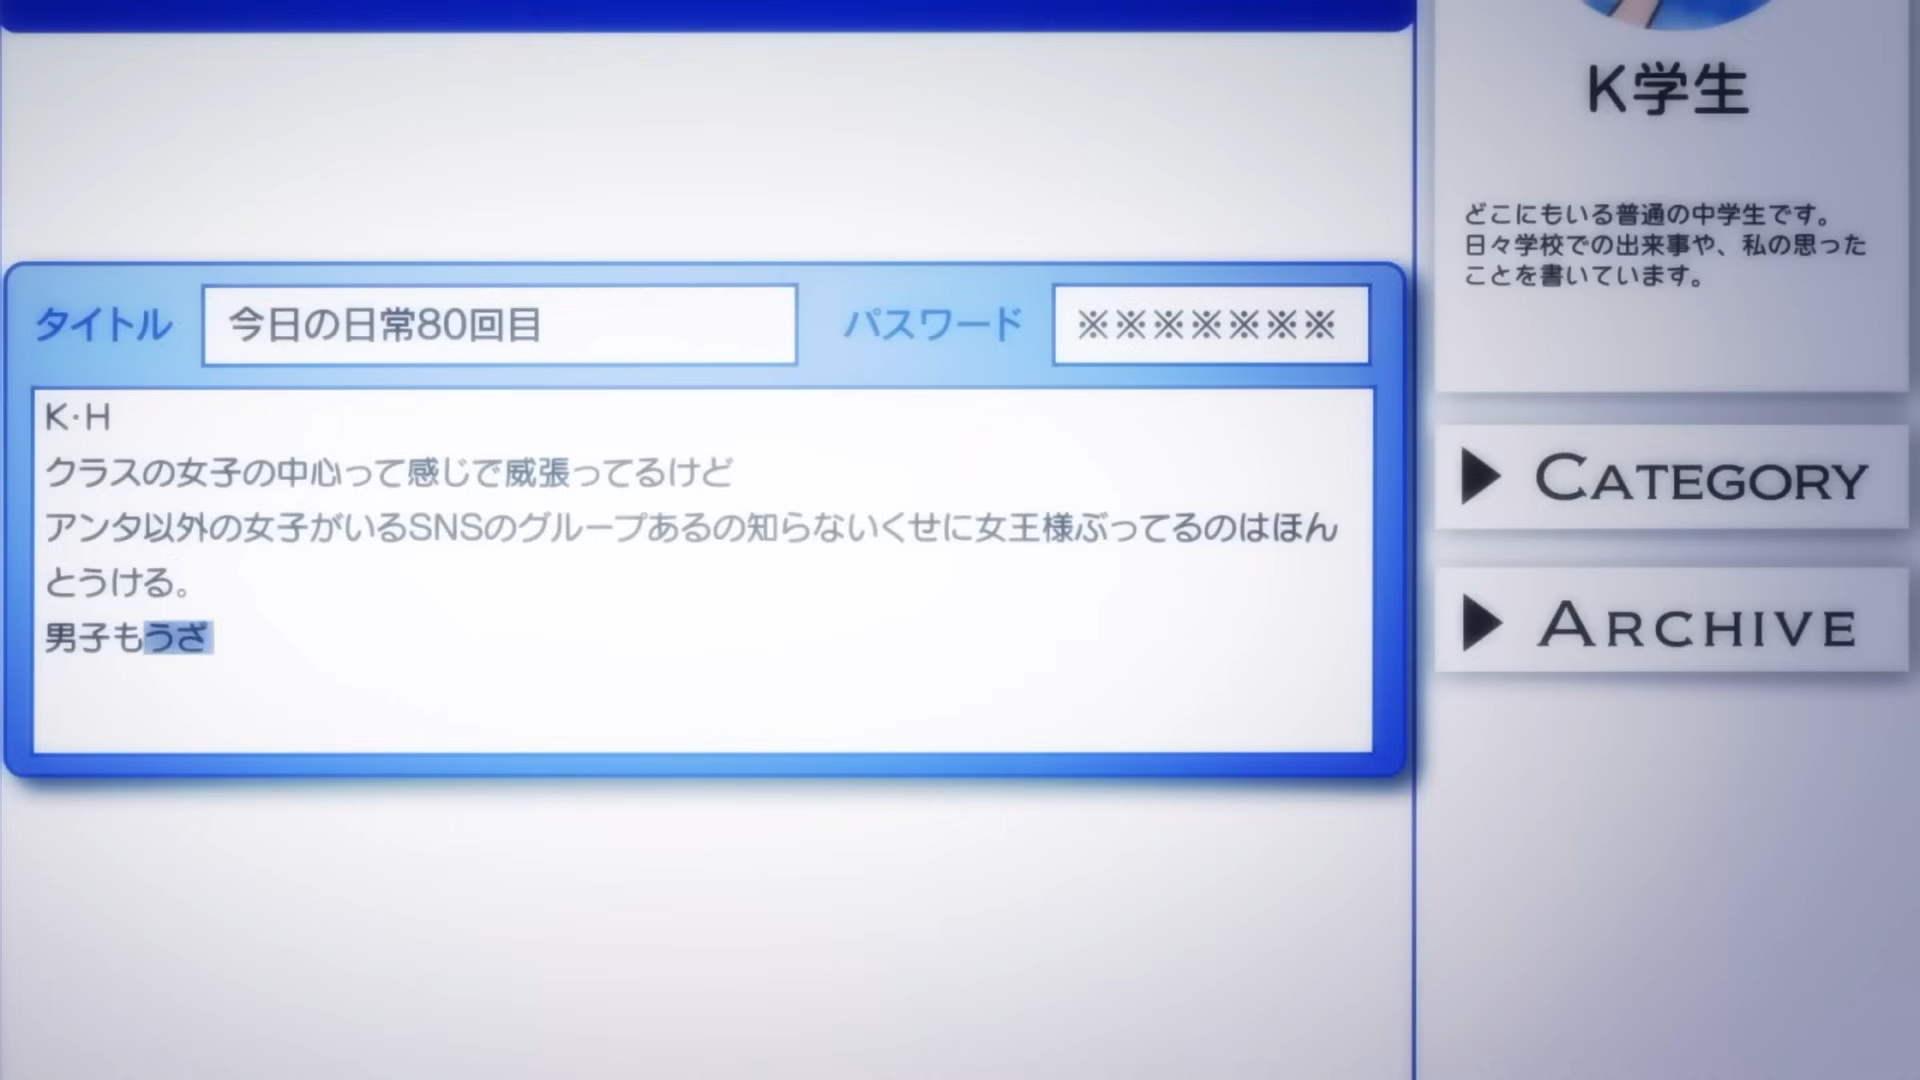 タイトル
今日の日常80回目
パスワード
※※※※※※※
K・H
クラスの女子の中心って感じで威張ってるけど
アンタ以外の女子がいるSNSのグループあるの知らないくせに女王様ぶってるのはほん
とうける。
男子もうざ
K学生
どこにもいる普通の中学生です。
日々学校での出来事や、私の思った
ことを書いています。
▶ CATEGORY
▶ ARCHIVE